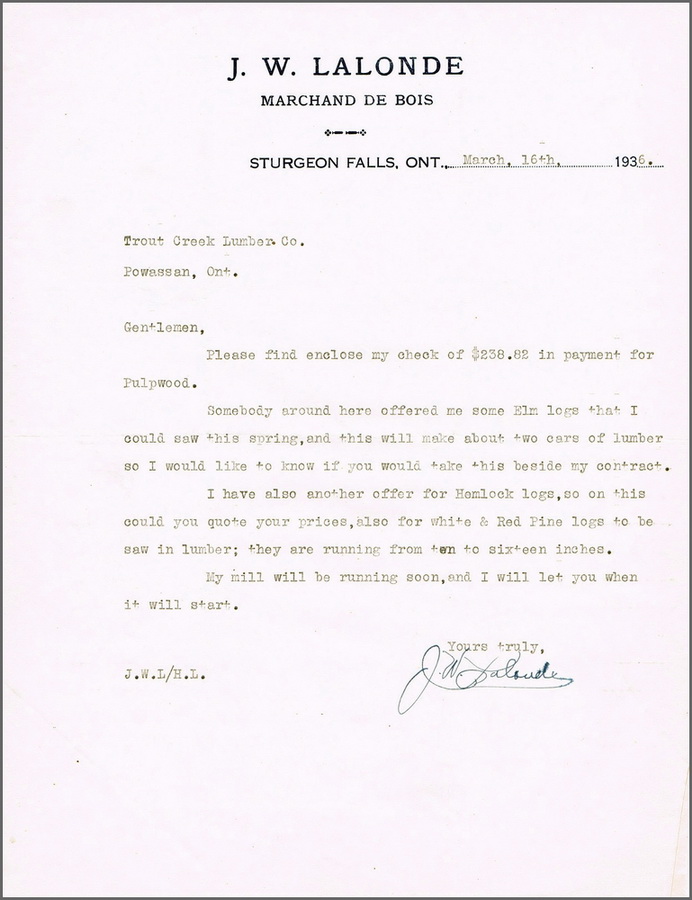 J. W. LALONDE
MARCHAND DE BOIS
STURGEON FALLS, ONT., March, 16th, 1936.
Trout Creek Lumber Co.
Powassan, Ont.
Gentlemen,
Please find enclose my check of $238.82 in payment for
Pulpwood.
Somebody around here offered me some Elm logs that I
could saw this spring,and this will make about two cars of lumber
so I would like to know if you would take this beside my contract.
I have also another offer for Hemlock logs,so on this
could you quote your prices,also for white & Red Pine logs to be
saw in lumber; they are running from ten to sixteen inches.
My mill will be running soon,and I will let you when
it will start.
Yours truly,
J.W.L/H.L.
J. W. Lalonde